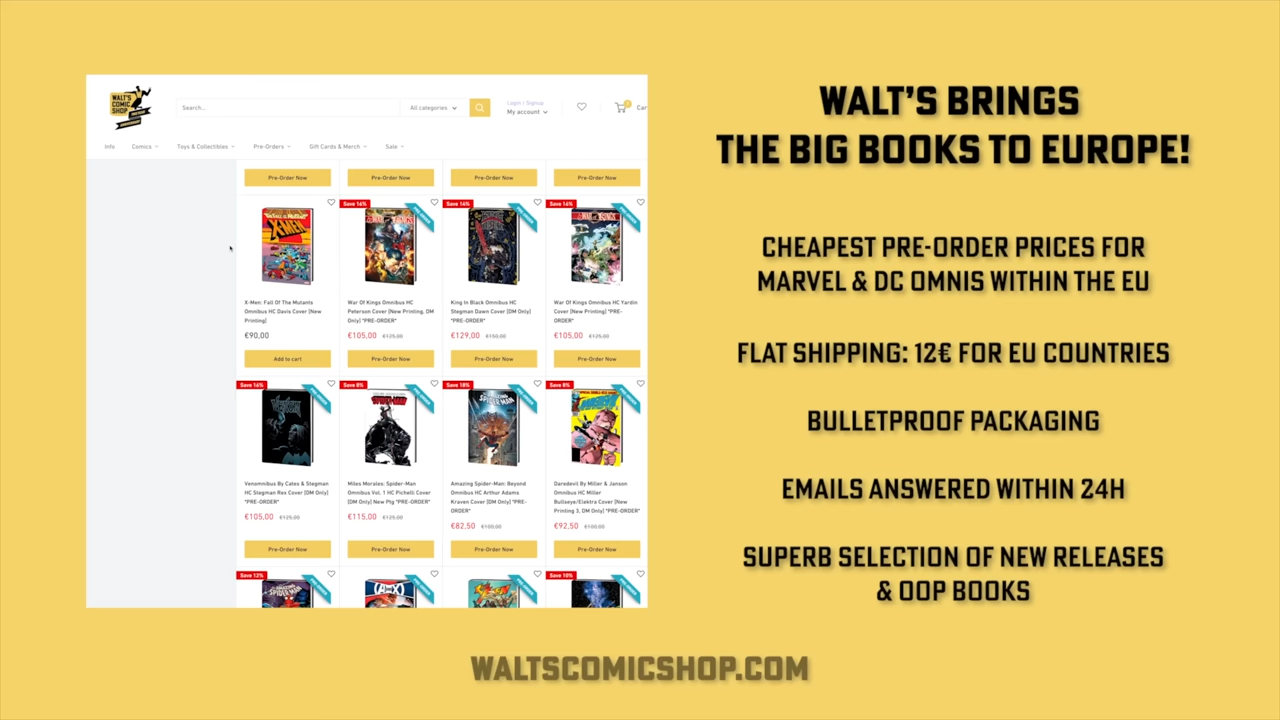 WALT'S
COMIC
SHOP
Search...
All categories
Login / Signup
My account
Car
Info
Comics
Toys & Collectibles
Pre-Orders
Gift Cards & Merch
Sale
Pre-Order Now
Pre-Order Now
Pre-Order Now
Pre-Order Now
Save 16%
Save 14%
Save 16%
X-Men: Fall Of The Mutants
Omnibus HC Davis Cover [New
Printing]
€90,00
Add to cart
War Of Kings Omnibus HC
Peterson Cover [New Printing, DM
Only] *PRE-ORDER*
€105,00 €125,00
Pre-Order Now
King In Black Omnibus HC
Stegman Dawn Cover [DM Only]
*PRE-ORDER*
€129,00 €150,00
Pre-Order Now
War Of Kings Omnibus HC Yardin
Cover [New Printing] *PRE-
ORDER*
€105,00 €125,00
Pre-Order Now
Save 16%
Save 8%
Save 18%
Save 8%
Venomnibus By Cates & Stegman
HC Stegman Rex Cover [DM Only]
*PRE-ORDER*
€105,00 €125,00
Pre-Order Now
Miles Morales: Spider-Man
Omnibus Vol. 1 HC Pichelli Cover
[DM Only] New Ptg *PRE-ORDER*
€115,00 €125,00
Pre-Order Now
Amazing Spider-Man: Beyond
Omnibus HC Arthur Adams
Kraven Cover [DM Only] *PRE-
ORDER*
€82,50 €100,00
Pre-Order Now
Daredevil By Miller & Janson
Omnibus HC Miller
Bullseye/Elektra Cover [New
Printing 3, DM Only] *PRE-ORDER*
€92,50 €100,00
Pre-Order Now
Save 12%
Save 10%
WALT'S BRINGS
THE BIG BOOKS TO EUROPE!
CHEAPEST PRE-ORDER PRICES FOR
MARVEL & DC OMNIS WITHIN THE EU
FLAT SHIPPING: 12€ FOR EU COUNTRIES
BULLETPROOF PACKAGING
EMAILS ANSWERED WITHIN 24H
SUPERB SELECTION OF NEW RELEASES
& OOP BOOKS
WALTSCOMICSHOP.COM